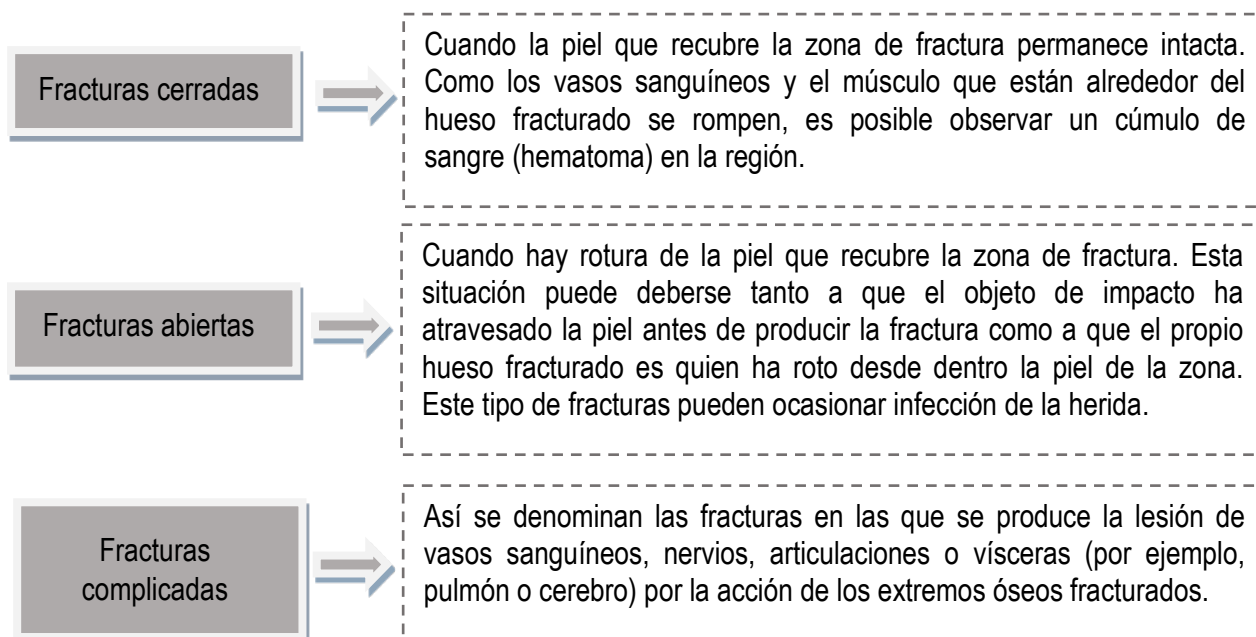 Fracturas cerradas
Cuando la piel que recubre la zona de fractura permanece intacta.
Como los vasos sanguíneos y el músculo que están alrededor del
hueso fracturado se rompen, es posible observar un cúmulo de
sangre (hematoma) en la región.
Fracturas abiertas
Cuando hay rotura de la piel que recubre la zona de fractura. Esta
situación puede deberse tanto a que el objeto de impacto ha
atravesado la piel antes de producir la fractura como a que el propio
hueso fracturado es quien ha roto desde dentro la piel de la zona.
Este tipo de fracturas pueden ocasionar infección de la herida.
Fracturas
complicadas
Así se denominan las fracturas en las que se produce la lesión de
vasos sanguíneos, nervios, articulaciones o vísceras (por ejemplo,
pulmón o cerebro) por la acción de los extremos óseos fracturados.